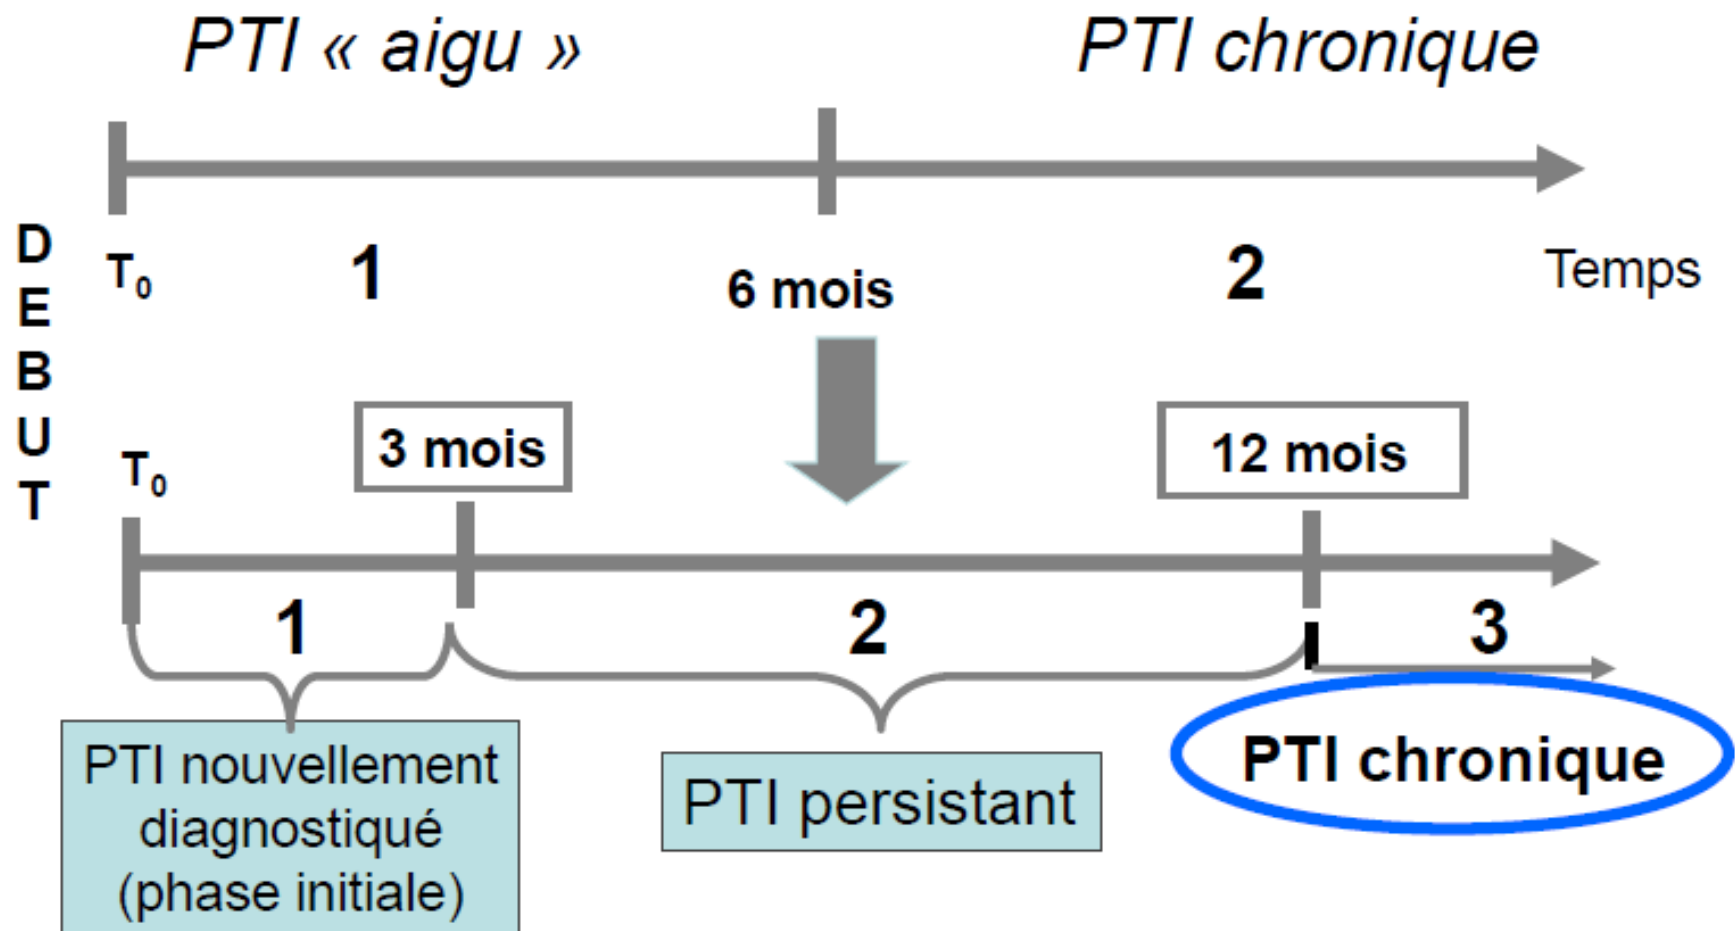 PTI « aigu »
PTI chronique
DEBUT
T0
1
6 mois
2
Temps
T0
3 mois
12 mois
1
2
3
PTI nouvellement
diagnostiqué
(phase initiale)
PTI persistant
PTI chronique